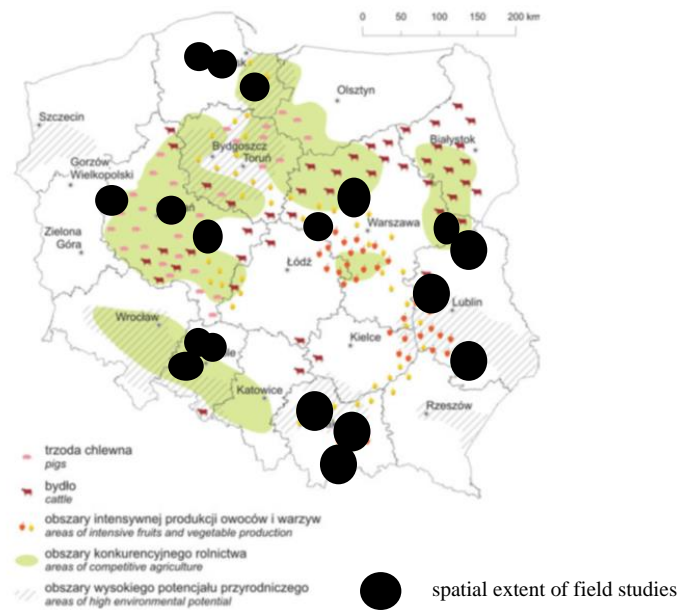 0 50 100 150 200 km
Olsztyn
Szczecin
Białystok
Bydgoszcz
Toruń
Gorzów
Wielkopolski
Warszawa
Zielona
Góra
Łódź
Lublin
Wrocław
Kielce
Katowice
Rzeszów
trzoda chlewna
pigs
bydło
cattle
obszary intensywnej produkcji owoców i warzyw
areas of intensive fruits and vegetable production
obszary konkurencyjnego rolnictwa
areas of competitive agriculture
obszary wysokiego potencjału przyrodniczego
areas of high environmental potential
spatial extent of field studies